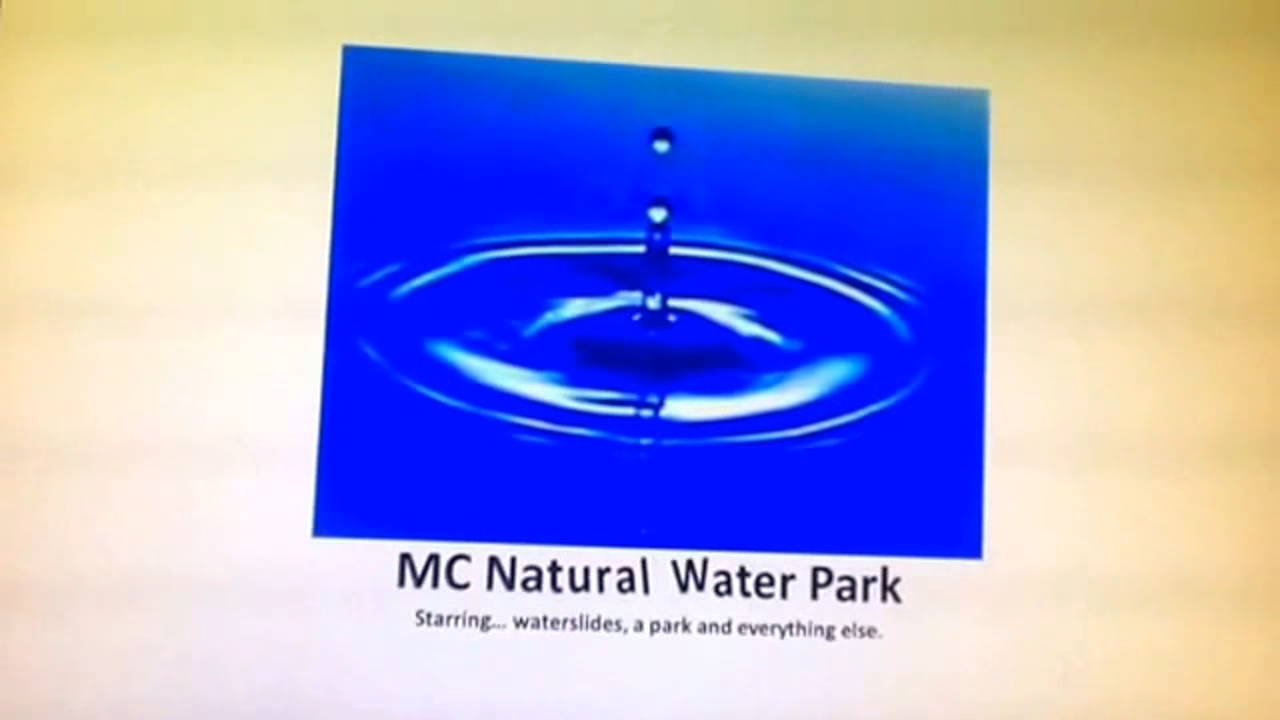 MC Natural Water Park
Starring... waterslides, a park and everything else.